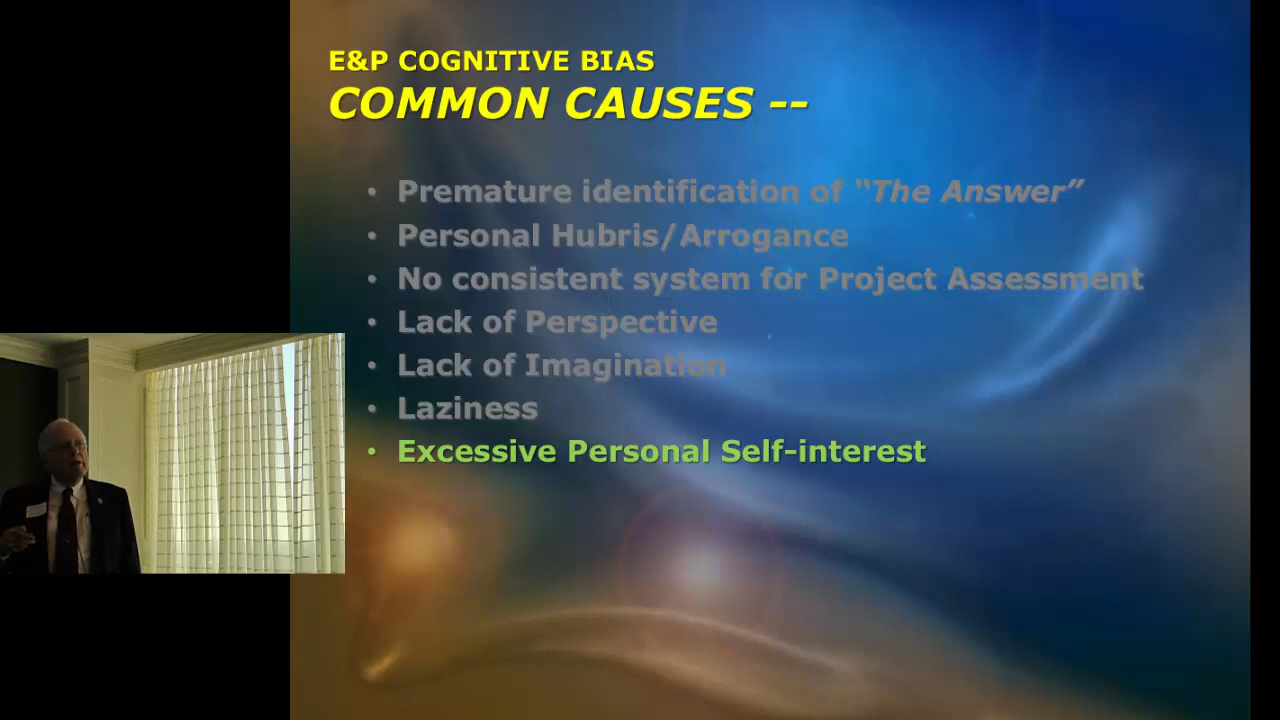 E&P COGNITIVE BIAS
COMMON CAUSES --
• Premature identification of “The Answer”
• Personal Hubris/Arrogance
• No consistent system for Project Assessment
• Lack of Perspective
• Lack of Imagination
• Laziness
• Excessive Personal Self-interest